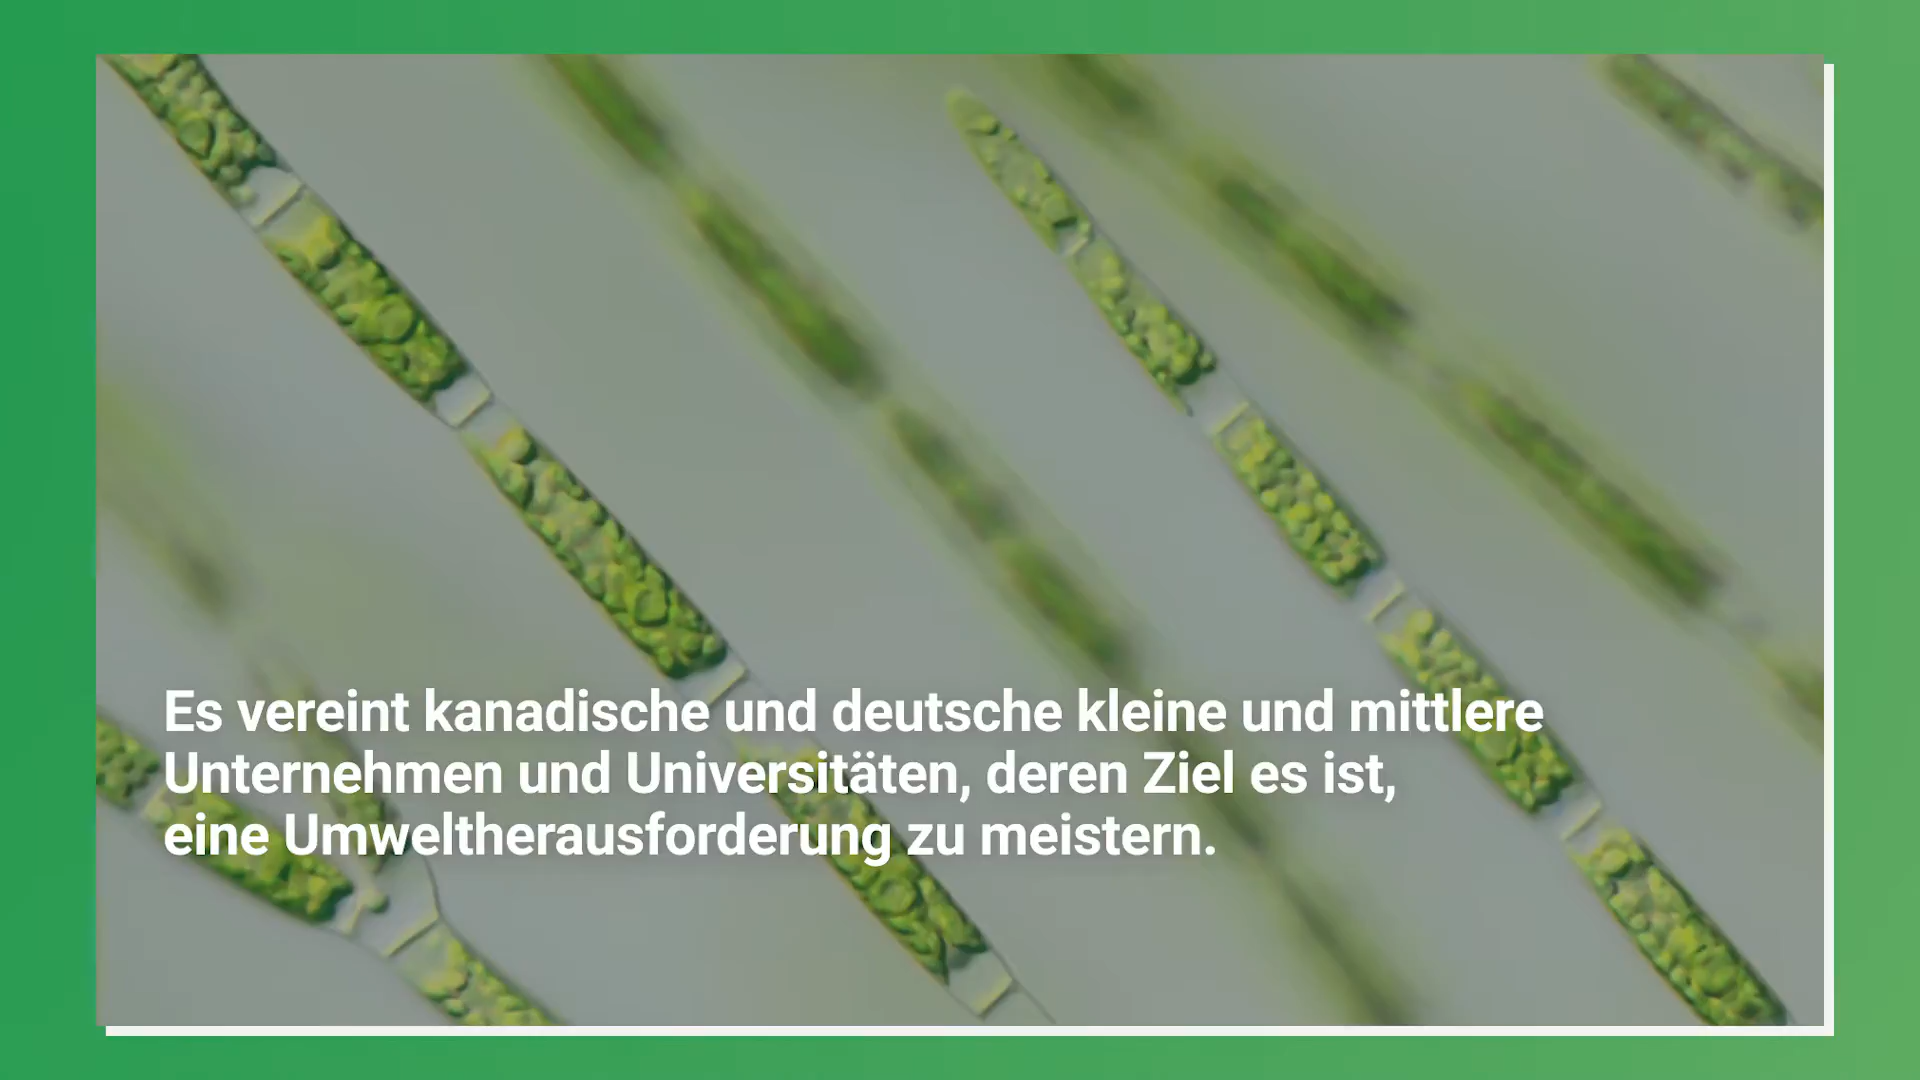 Es vereint kanadische und deutsche kleine und mittlere
Unternehmen und Universitäten, deren Ziel es ist,
eine Umweltherausforderung zu meistern.